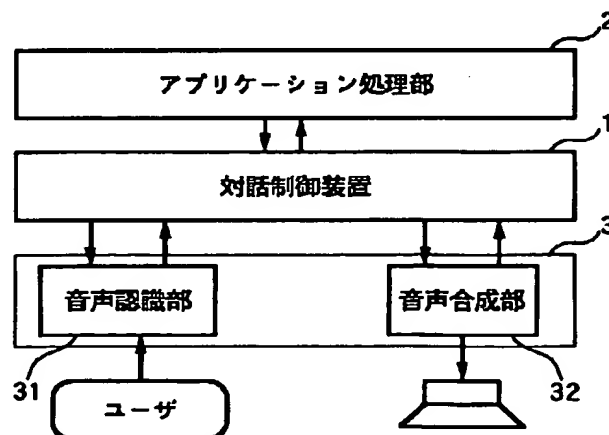 2
アプリケーション処理部
1
対話制御装置
3
音声認識部
音声合成部
31
32
ユーザ